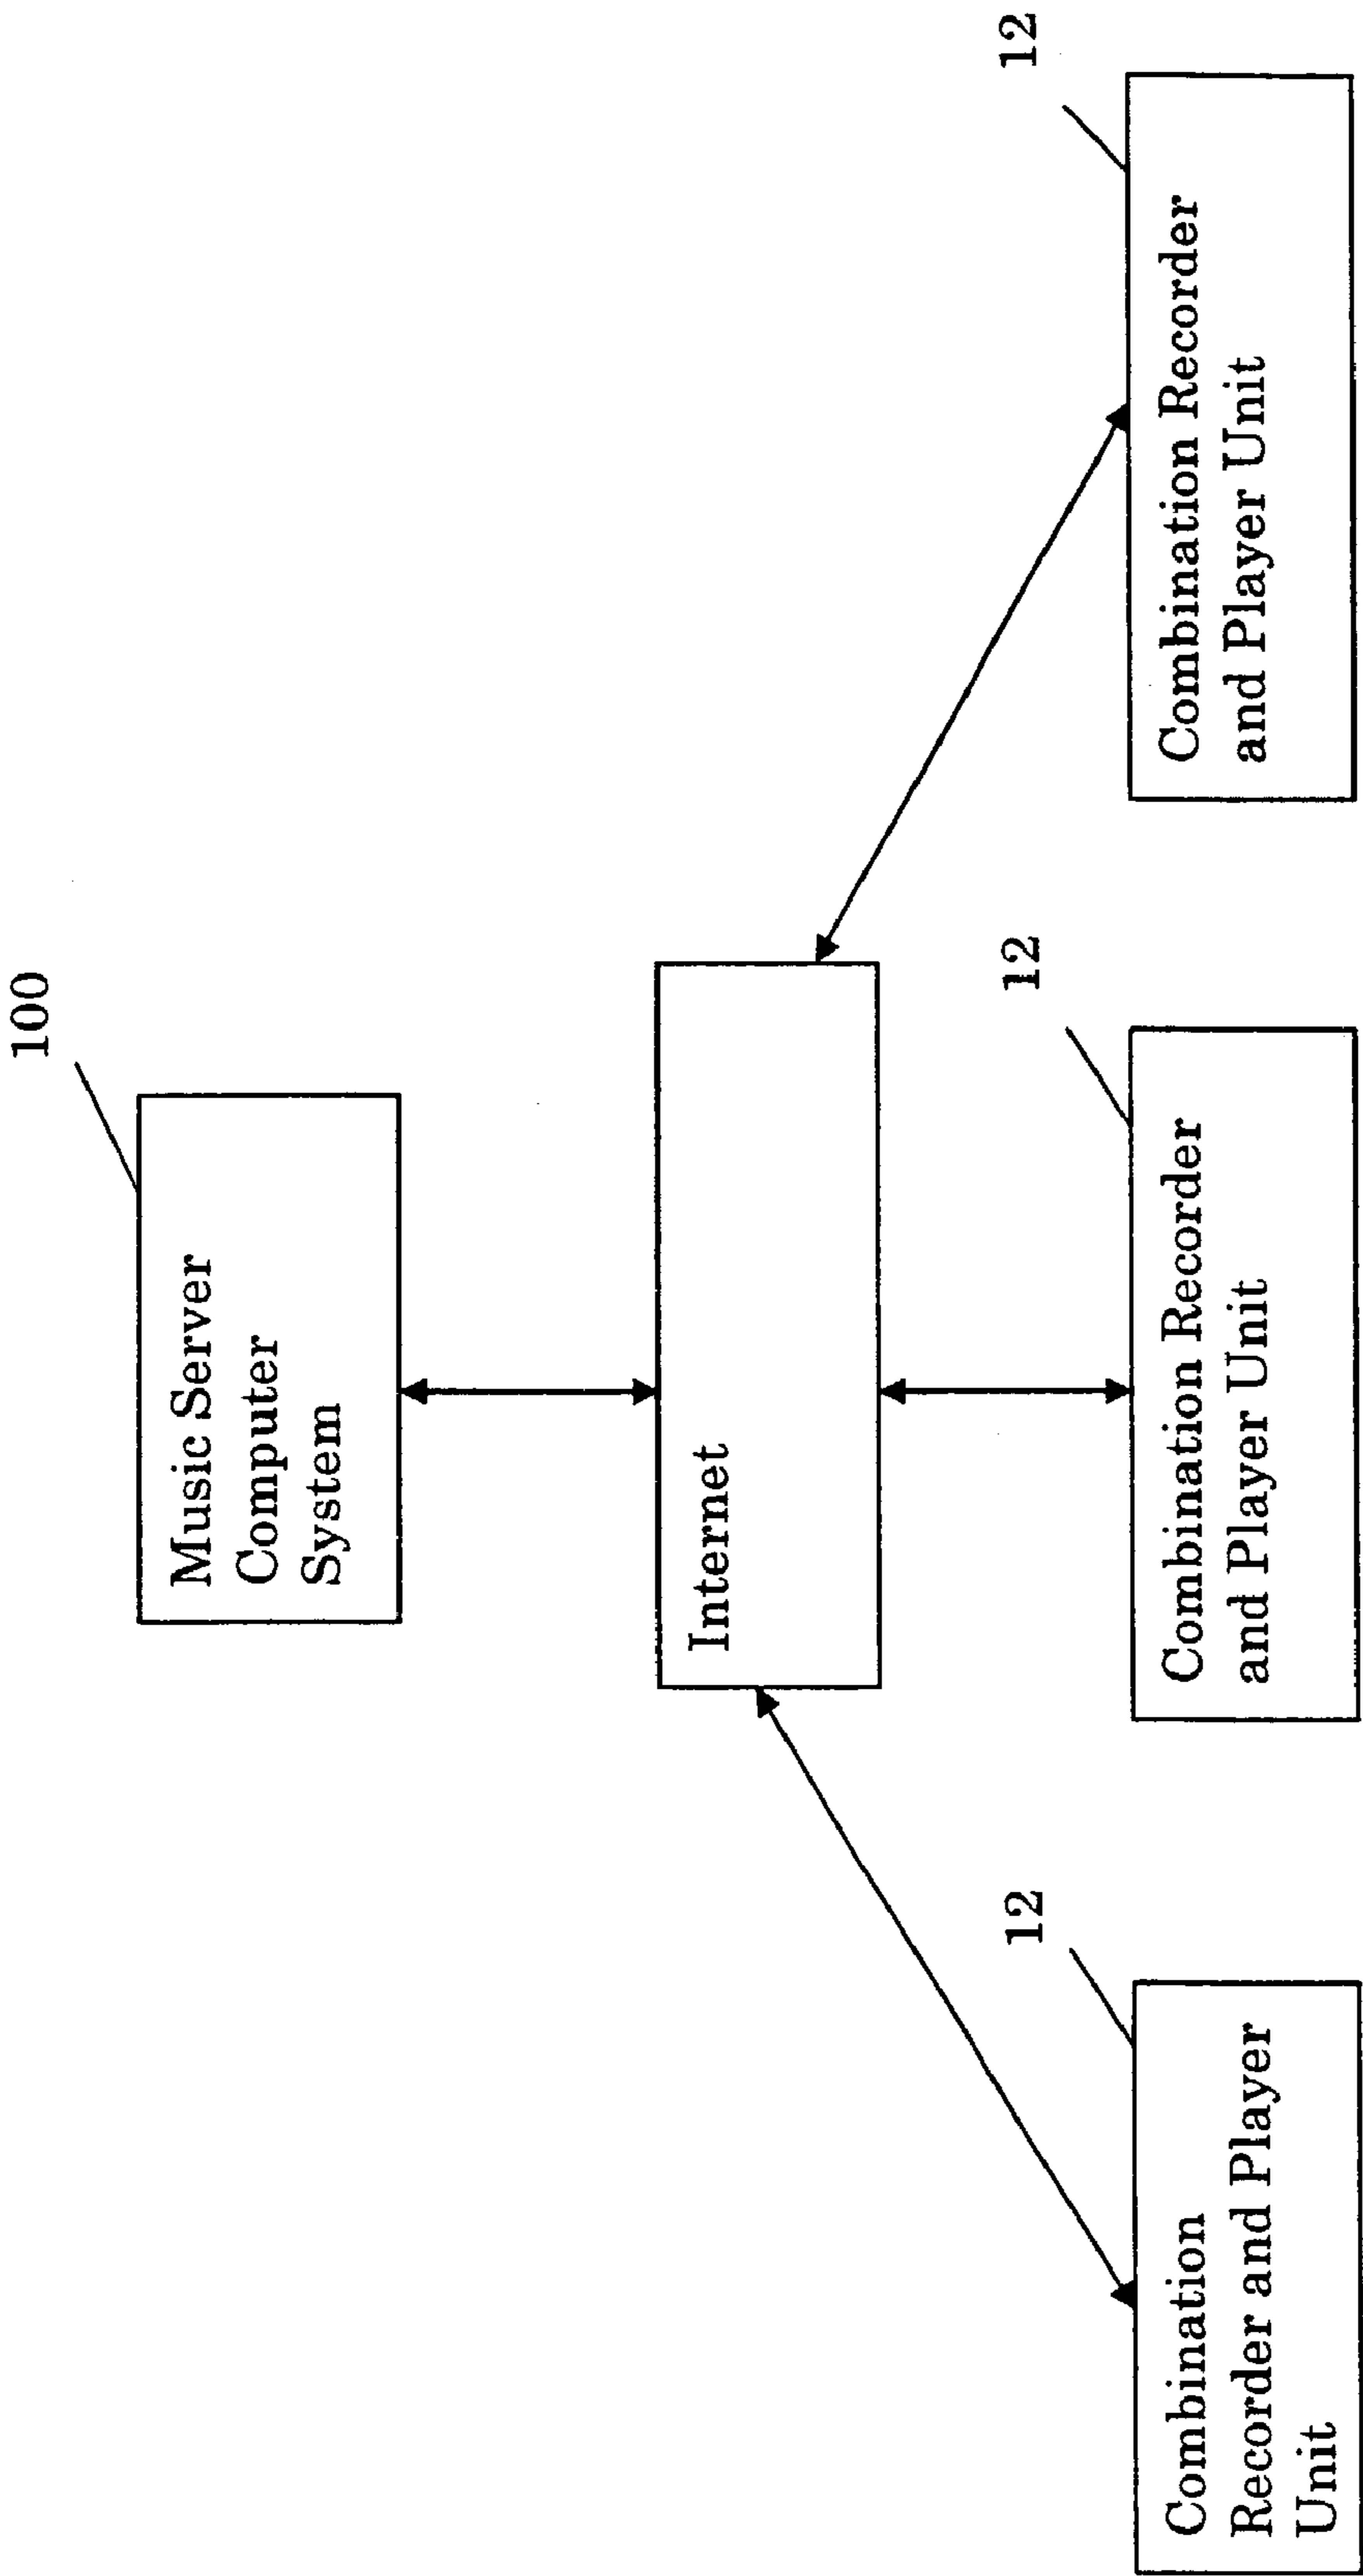 100
Music Server
Computer
System
Internet
12
Combination
Recorder and Player
Unit
12
Combination Recorder
and Player Unit
12
Combination Recorder
and Player Unit